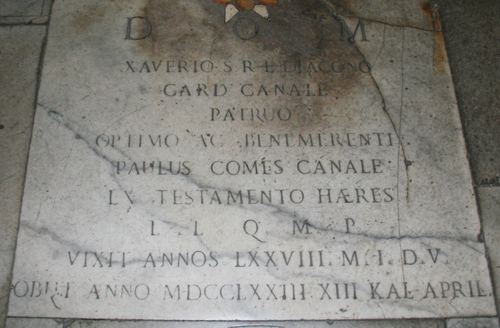 D O M
XAVERIO S R E DIACONO
CARD CANALE
PATRUO
OPTIMO AC BENEMERENTI
PAULUS COMES CANALE
EX TESTAMENTO HÆRES
L L Q M P
VIXIT ANNOS LXXVIII. M. I. D. V.
OBIIT ANNO MDCCLXXIII XIII KAL APRIL.